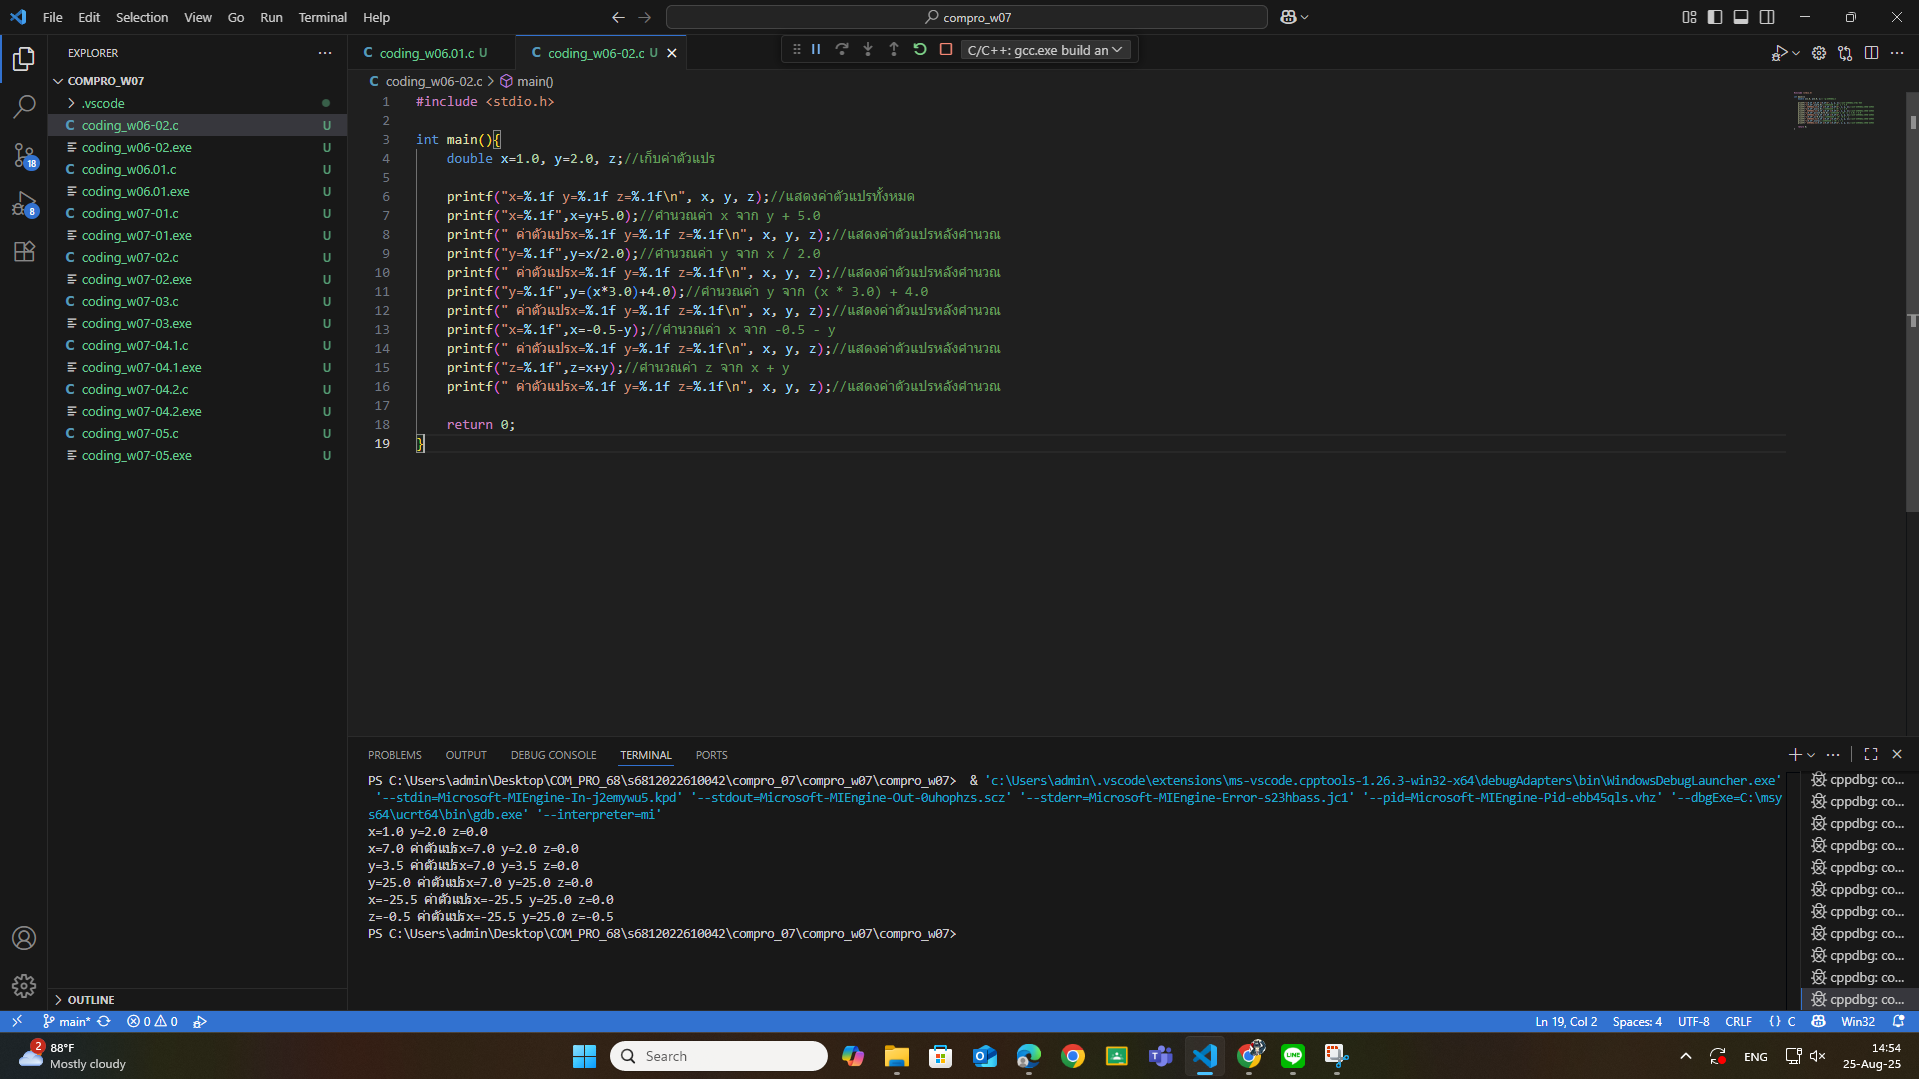 File Edit Selection View Go Run Terminal Help
compro_w07
EXPLORER
COMPRO_W07
.vscode
coding_w06-02.c U
coding_w06-02.exe U
coding_w06.01.c U
coding_w06.01.exe U
coding_w07-01.c U
coding_w07-01.exe U
coding_w07-02.c U
coding_w07-02.exe U
coding_w07-03.c U
coding_w07-03.exe U
coding_w07-04.1.c U
coding_w07-04.1.exe U
coding_w07-04.2.c U
coding_w07-04.2.exe U
coding_w07-05.c U
coding_w07-05.exe U
OUTLINE
18
8
C coding_w06.01.c U
C coding_w06-02.c U
C/C++: gcc.exe build an
C coding_w06-02.c > main()
1 #include <stdio.h>
2
3 int main(){
4 double x=1.0, y=2.0, z;//เก็บค่าตัวแปร
5
6 printf("x=%.1f y=%.1f z=%.1f\n", x, y, z);//แสดงค่าตัวแปรทั้งหมด
7 printf("x=%.1f",x=y+5.0);//คำนวณค่า x จาก y + 5.0
8 printf(" ค่าตัวแปรx=%.1f y=%.1f z=%.1f\n", x, y, z);//แสดงค่าตัวแปรหลังคำนวณ
9 printf("y=%.1f",y=x/2.0);//คำนวณค่า y จาก x / 2.0
10 printf(" ค่าตัวแปรx=%.1f y=%.1f z=%.1f\n", x, y, z);//แสดงค่าตัวแปรหลังคำนวณ
11 printf("y=%.1f",y=(x*3.0)+4.0);//คำนวณค่า y จาก (x * 3.0) + 4.0
12 printf(" ค่าตัวแปรx=%.1f y=%.1f z=%.1f\n", x, y, z);//แสดงค่าตัวแปรหลังคำนวณ
13 printf("x=%.1f",x=-0.5-y);//คำนวณค่า x จาก -0.5 - y
14 printf(" ค่าตัวแปรx=%.1f y=%.1f z=%.1f\n", x, y, z);//แสดงค่าตัวแปรหลังคำนวณ
15 printf("z=%.1f",z=x+y);//คำนวณค่า z จาก x + y
16 printf(" ค่าตัวแปรx=%.1f y=%.1f z=%.1f\n", x, y, z);//แสดงค่าตัวแปรหลังคำนวณ
17
18 return 0;
19 }
PROBLEMS OUTPUT DEBUG CONSOLE TERMINAL PORTS
PS C:\Users\admin\Desktop\COM_PRO_68\s6812022610042\compro_07\compro_w07\compro_w07> & 'c:\Users\admin\.vscode\extensions\ms-vscode.cpptools-1.26.3-win32-x64\debugAdapters\bin\WindowsDebugLauncher.exe'
'--stdin=Microsoft-MIEngine-In-j2emywu5.kpd' '--stdout=Microsoft-MIEngine-Out-0uhophzs.scz' '--stderr=Microsoft-MIEngine-Error-s23hbass.jc1' '--pid=Microsoft-MIEngine-Pid-ebb45qls.vhz' '--dbgExe=C:\msy
s64\ucrt64\bin\gdb.exe' '--interpreter=mi'
x=1.0 y=2.0 z=0.0
x=7.0 ค่าตัวแปรx=7.0 y=2.0 z=0.0
y=3.5 ค่าตัวแปรx=7.0 y=3.5 z=0.0
y=25.0 ค่าตัวแปรx=7.0 y=25.0 z=0.0
x=-25.5 ค่าตัวแปรx=-25.5 y=25.0 z=0.0
z=-0.5 ค่าตัวแปรx=-25.5 y=25.0 z=-0.5
PS C:\Users\admin\Desktop\COM_PRO_68\s6812022610042\compro_07\compro_w07\compro_w07>
cppdbg: co...
cppdbg: co...
cppdbg: co...
cppdbg: co...
cppdbg: co...
cppdbg: co...
cppdbg: co...
cppdbg: co...
cppdbg: co...
cppdbg: co...
cppdbg: co...
main* 0 0 Ln 19, Col 2 Spaces: 4 UTF-8 CRLF {} C Win32
2 88°F
Mostly cloudy
Search
LINE
ENG
14:54
25-Aug-25